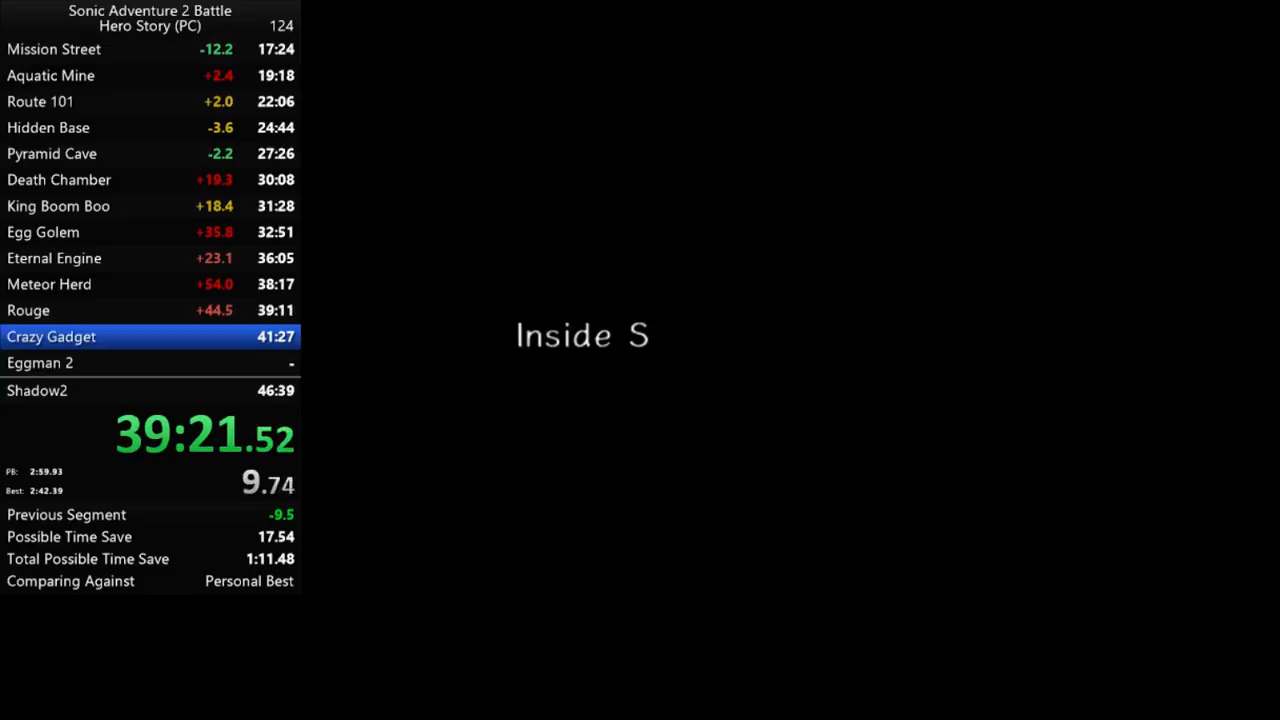 Sonic Adventure 2 Battle
Hero Story (PC) 124
Mission Street -12.2 17:24
Aquatic Mine +2.4 19:18
Route 101 +2.0 22:06
Hidden Base -3.6 24:44
Pyramid Cave -2.2 27:26
Death Chamber +19.3 30:08
King Boom Boo +18.4 31:28
Egg Golem +35.8 32:51
Eternal Engine +23.1 36:05
Meteor Herd +54.0 38:17
Rouge +44.5 39:11
Crazy Gadget 41:27
Eggman 2 -
Shadow2 46:39
39:21.52
PB: 2:59.93
Best: 2:42.39
9.74
Previous Segment -9.5
Possible Time Save 17.54
Total Possible Time Save 1:11.48
Comparing Against Personal Best
Inside S